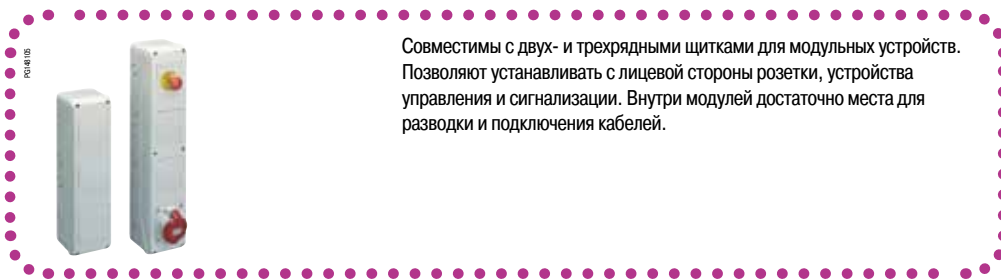 PG148105
Совместимы с двух- и трехрядными щитками для модульных устройств.
Позволяют устанавливать с лицевой стороны розетки, устройства
управления и сигнализации. Внутри модулей достаточно места для
разводки и подключения кабелей.